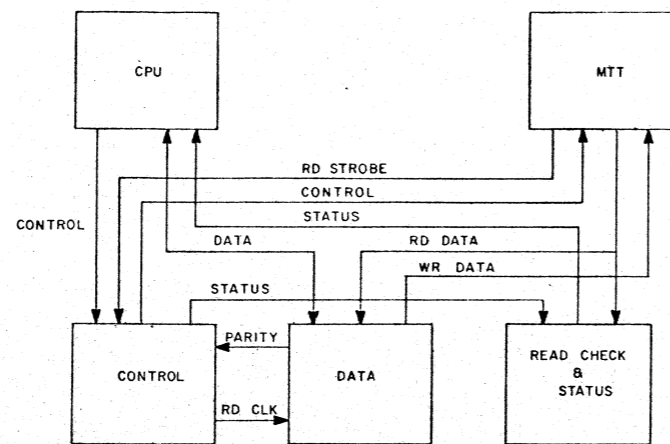 CPU
MTT
RD STROBE
CONTROL
STATUS
CONTROL
DATA
RD DATA
WR DATA
STATUS
PARITY
CONTROL
DATA
READ CHECK
&
STATUS
RD CLK